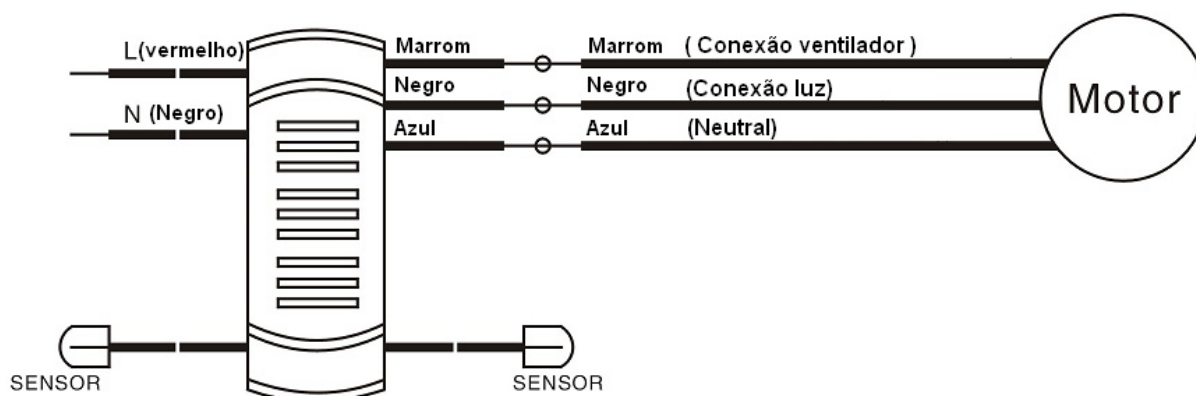 L(vermelho)
N (Negro)
Marrom
Negro
Azul
Marrom ( Conexão ventilador )
Negro (Conexão luz)
Azul (Neutral)
Motor
SENSOR
SENSOR